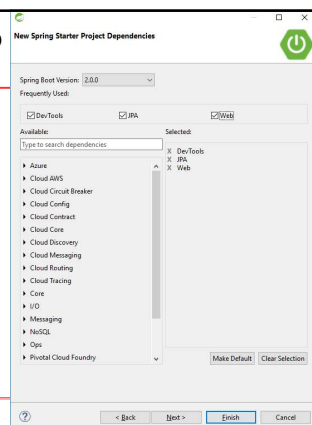 New Spring Starter Project Dependencies
Spring Boot Version: 2.0.0
Frequently Used:
DevTools JPA Web
Available: Selected:
Type to search dependencies
X DevTools
X JPA
X Web
Azure
Cloud AWS
Cloud Circuit Breaker
Cloud Config
Cloud Contract
Cloud Core
Cloud Discovery
Cloud Messaging
Cloud Routing
Cloud Tracing
Core
I/O
Messaging
NoSQL
Ops
Pivotal Cloud Foundry
Make Default Clear Selection
? < Back Next > Finish Cancel